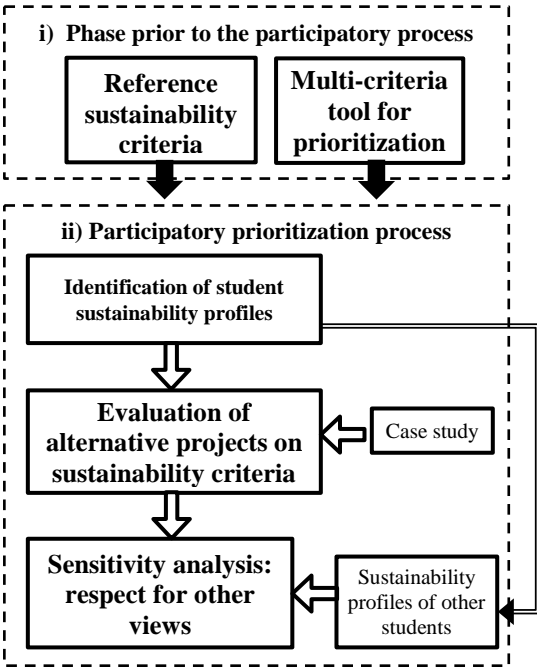 i) Phase prior to the participatory process
Reference
sustainability
criteria
Multi-criteria
tool for
prioritization
ii) Participatory prioritization process
Identification of student
sustainability profiles
Evaluation of
alternative projects on
sustainability criteria
Case study
Sensitivity analysis:
respect for other
views
Sustainability
profiles of other
students